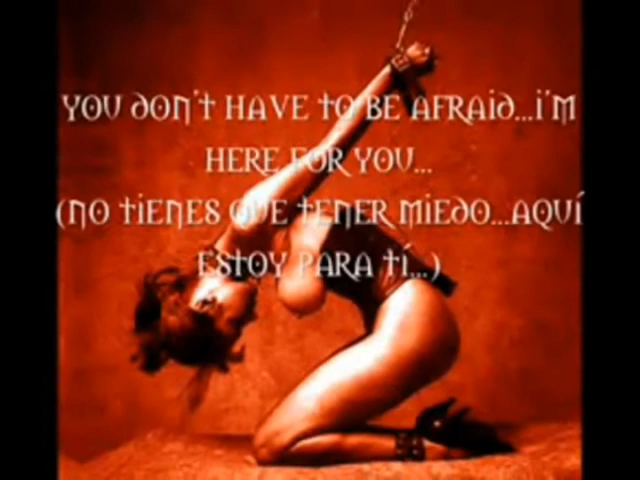 YOU DON'T HAVE TO BE AFRAID...I'M
HERE FOR YOU...
(NO TIENES QUE TENER MIEDO...AQUÍ
ESTOY PARA TÍ...)